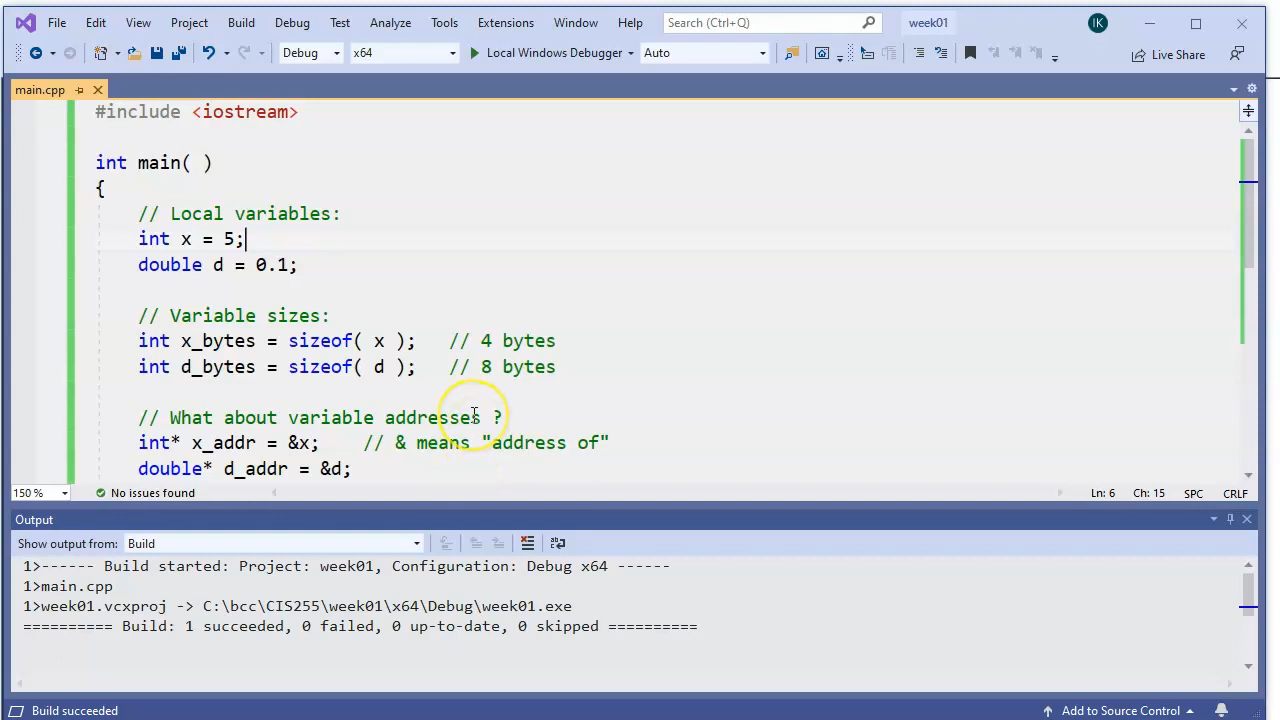 File Edit View Project Build Debug Test Analyze Tools Extensions Window Help Search (Ctrl+Q) week01 IK
Debug x64 Local Windows Debugger Auto Live Share
main.cpp
#include <iostream>
int main( )
{
// Local variables:
int x = 5;
double d = 0.1;
// Variable sizes:
int x_bytes = sizeof( x ); // 4 bytes
int d_bytes = sizeof( d ); // 8 bytes
// What about variable addresses ?
int* x_addr = &x; // & means "address of"
double* d_addr = &d;
150 % No issues found Ln: 6 Ch: 15 SPC CRLF
Output
Show output from: Build
1>------ Build started: Project: week01, Configuration: Debug x64 ------
1>main.cpp
1>week01.vcxproj -> C:\bcc\CIS255\week01\x64\Debug\week01.exe
========== Build: 1 succeeded, 0 failed, 0 up-to-date, 0 skipped ==========
Build succeeded Add to Source Control